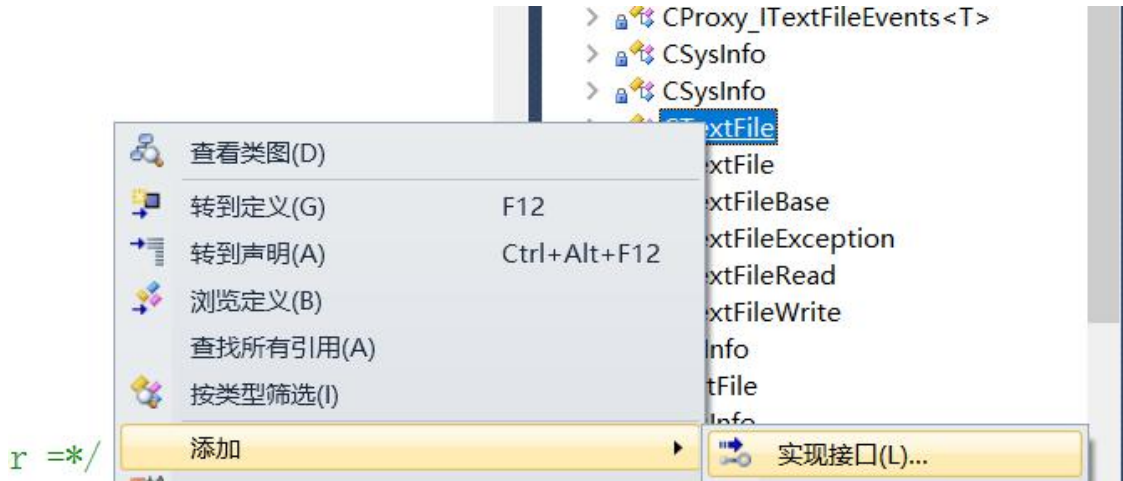 CProxy_ITextFileEvents<T>
CSysInfo
CSysInfo
CTextFile
查看类图(D)
extFile
转到定义(G) F12
extFileBase
转到声明(A) Ctrl+Alt+F12
extFileException
extFileRead
浏览定义(B)
extFileWrite
查找所有引用(A)
Info
按类型筛选(I)
tFile
Info
r =*/
添加
实现接口(L)...